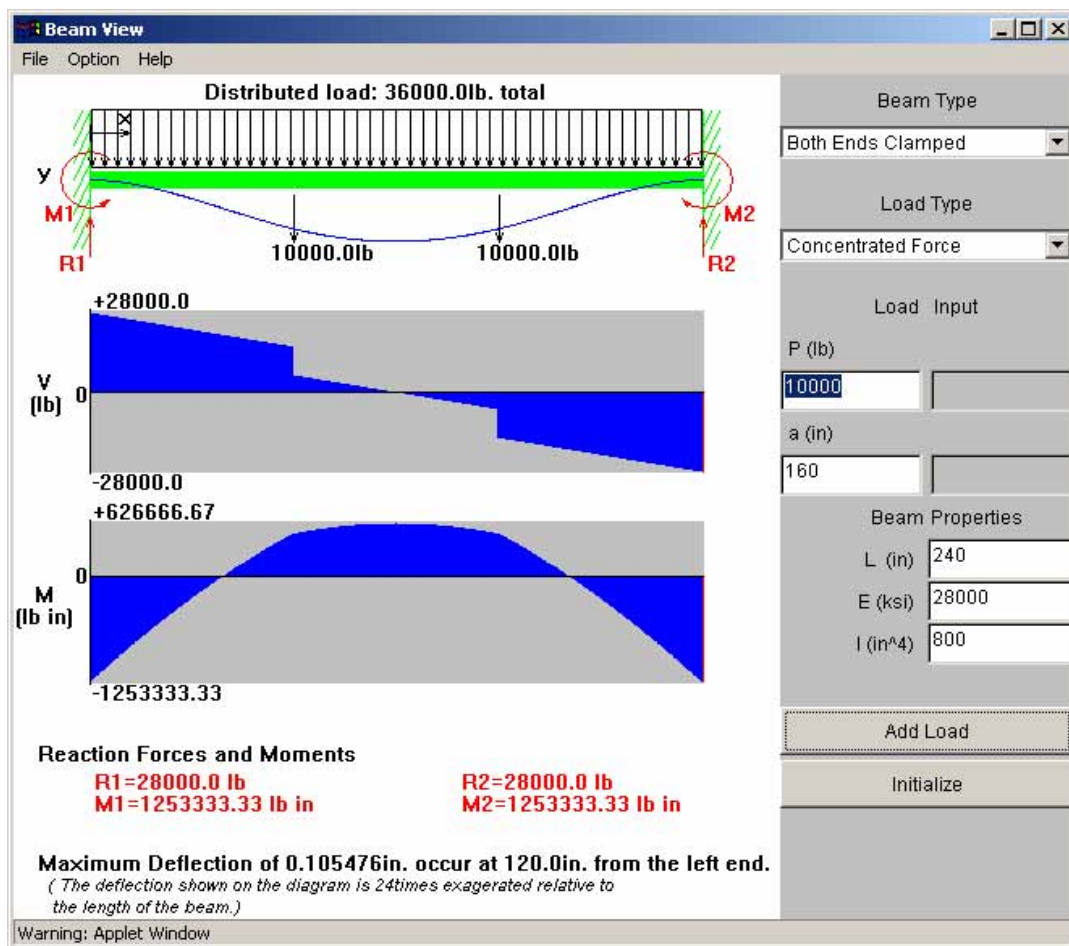 Beam View
File Option Help
Distributed load: 36000.0lb. total
X
y
M1
M2
R1
10000.0lb
10000.0lb
R2
+28000.0
V
(lb)
0
-28000.0
+626666.67
0
M
(lb in)
-1253333.33
Reaction Forces and Moments
R1=28000.0 lb
R2=28000.0 lb
M1=1253333.33 lb in
M2=1253333.33 lb in
Maximum Deflection of 0.105476in. occur at 120.0in. from the left end.
( The deflection shown on the diagram is 24times exagerated relative to
the length of the beam.)
Beam Type
Both Ends Clamped
Load Type
Concentrated Force
Load Input
P (lb)
10000
a (in)
160
Beam Properties
L (in) 240
E (ksi) 28000
I (in^4) 800
Add Load
Initialize
Warning: Applet Window